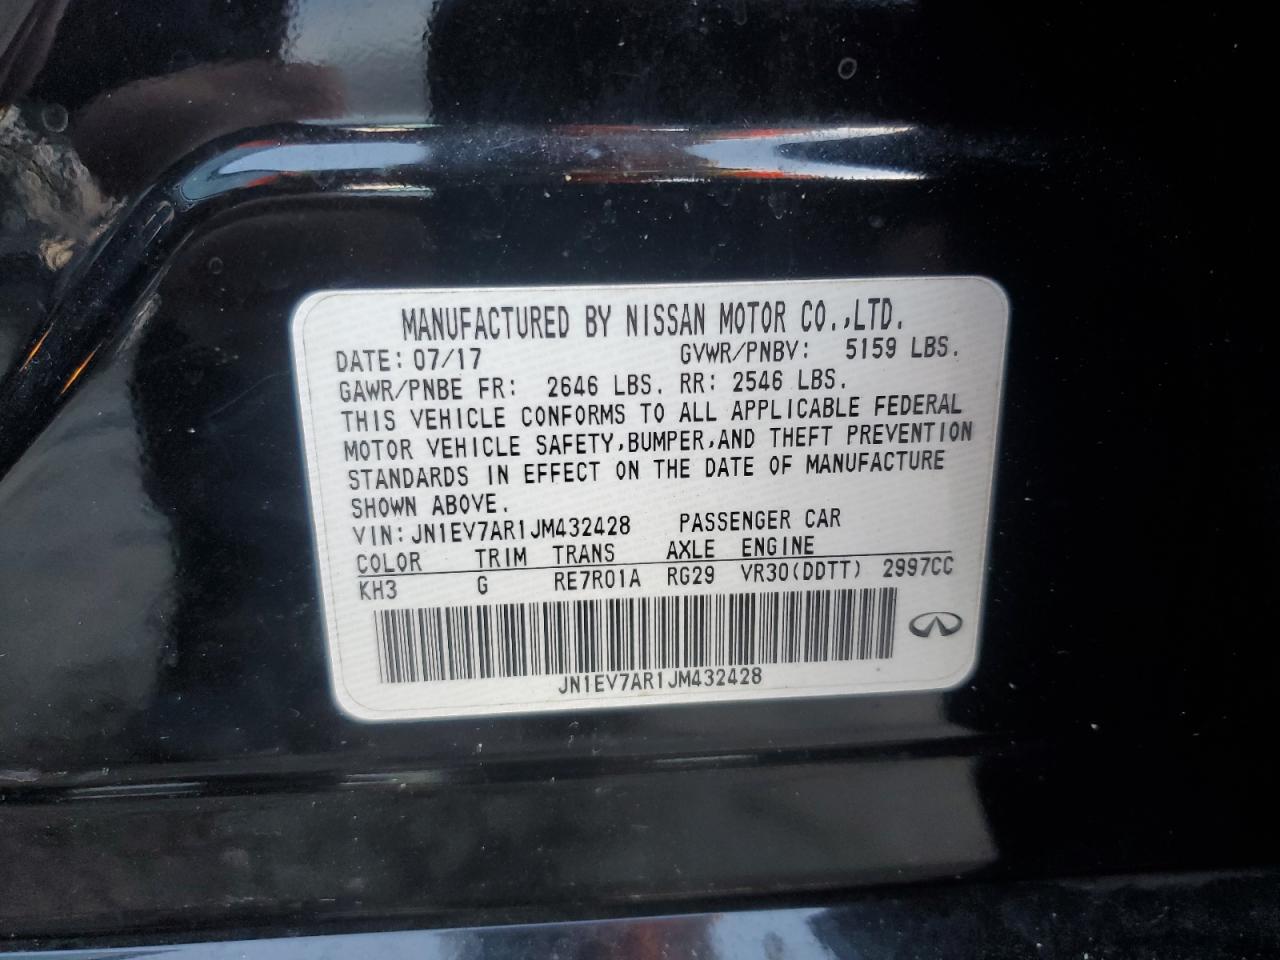 MANUFACTURED BY NISSAN MOTOR CO.,LTD.
DATE: 07/17 GVWR/PNBV: 5159 LBS.
GAWR/PNBE FR: 2646 LBS. RR: 2546 LBS.
THIS VEHICLE CONFORMS TO ALL APPLICABLE FEDERAL
MOTOR VEHICLE SAFETY,BUMPER,AND THEFT PREVENTION
STANDARDS IN EFFECT ON THE DATE OF MANUFACTURE
SHOWN ABOVE.
VIN:JN1EV7AR1JM432428 PASSENGER CAR
COLOR TRIM TRANS AXLE ENGINE
KH3 G RE7R01A RG29 VR30(DDTT) 2997CC
JN1EV7AR1JM432428